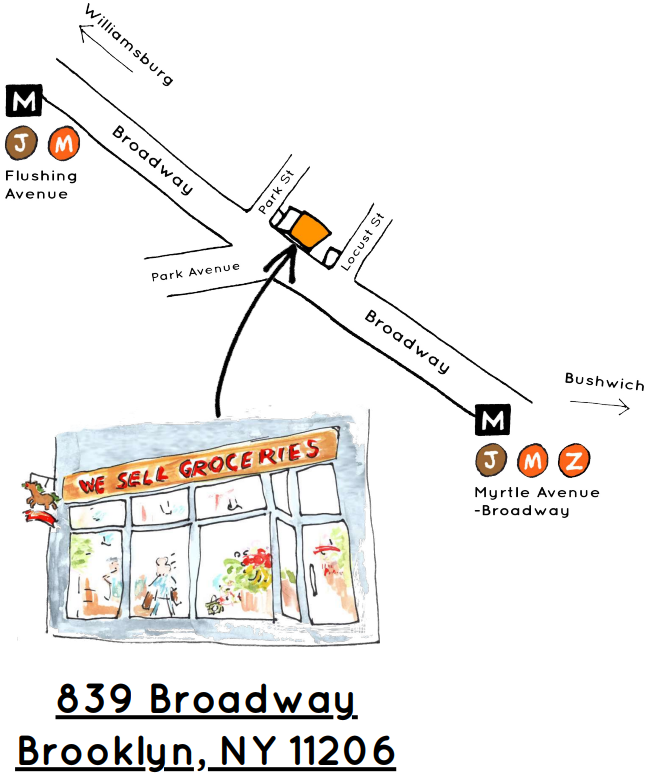 Williamsburg
M
J M
Flushing
Avenue
Broadway
Park St
Locust St
Park Avenue
Broadway
Bushwich
M
J M Z
Myrtle Avenue
-Broadway
WE SELL GROCERIES
839 Broadway
Brooklyn, NY 11206